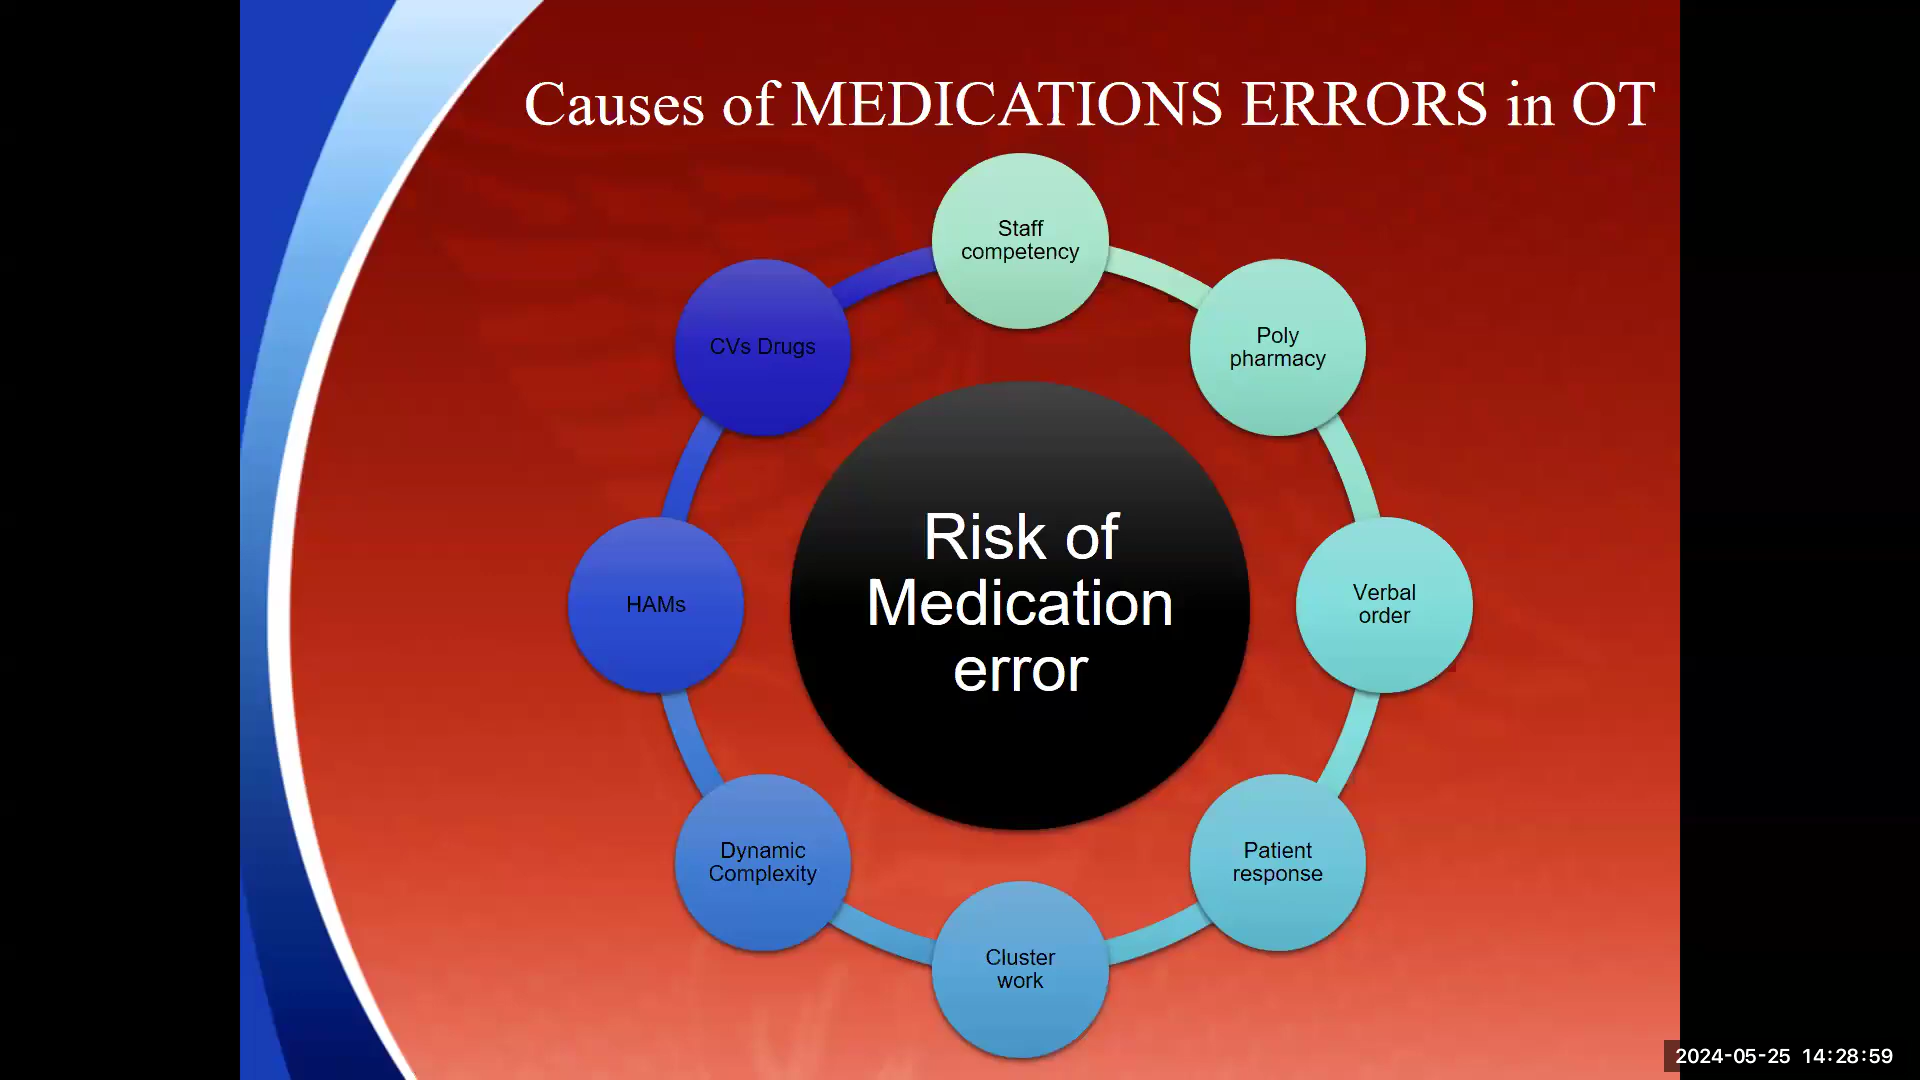 Causes of MEDICATIONS ERRORS in OT
Staff
competency
Poly
pharmacy
Verbal
order
Patient
response
Cluster
work
Dynamic
Complexity
HAMs
CVs Drugs
Risk of
Medication
error
2024-05-25 14:28:59